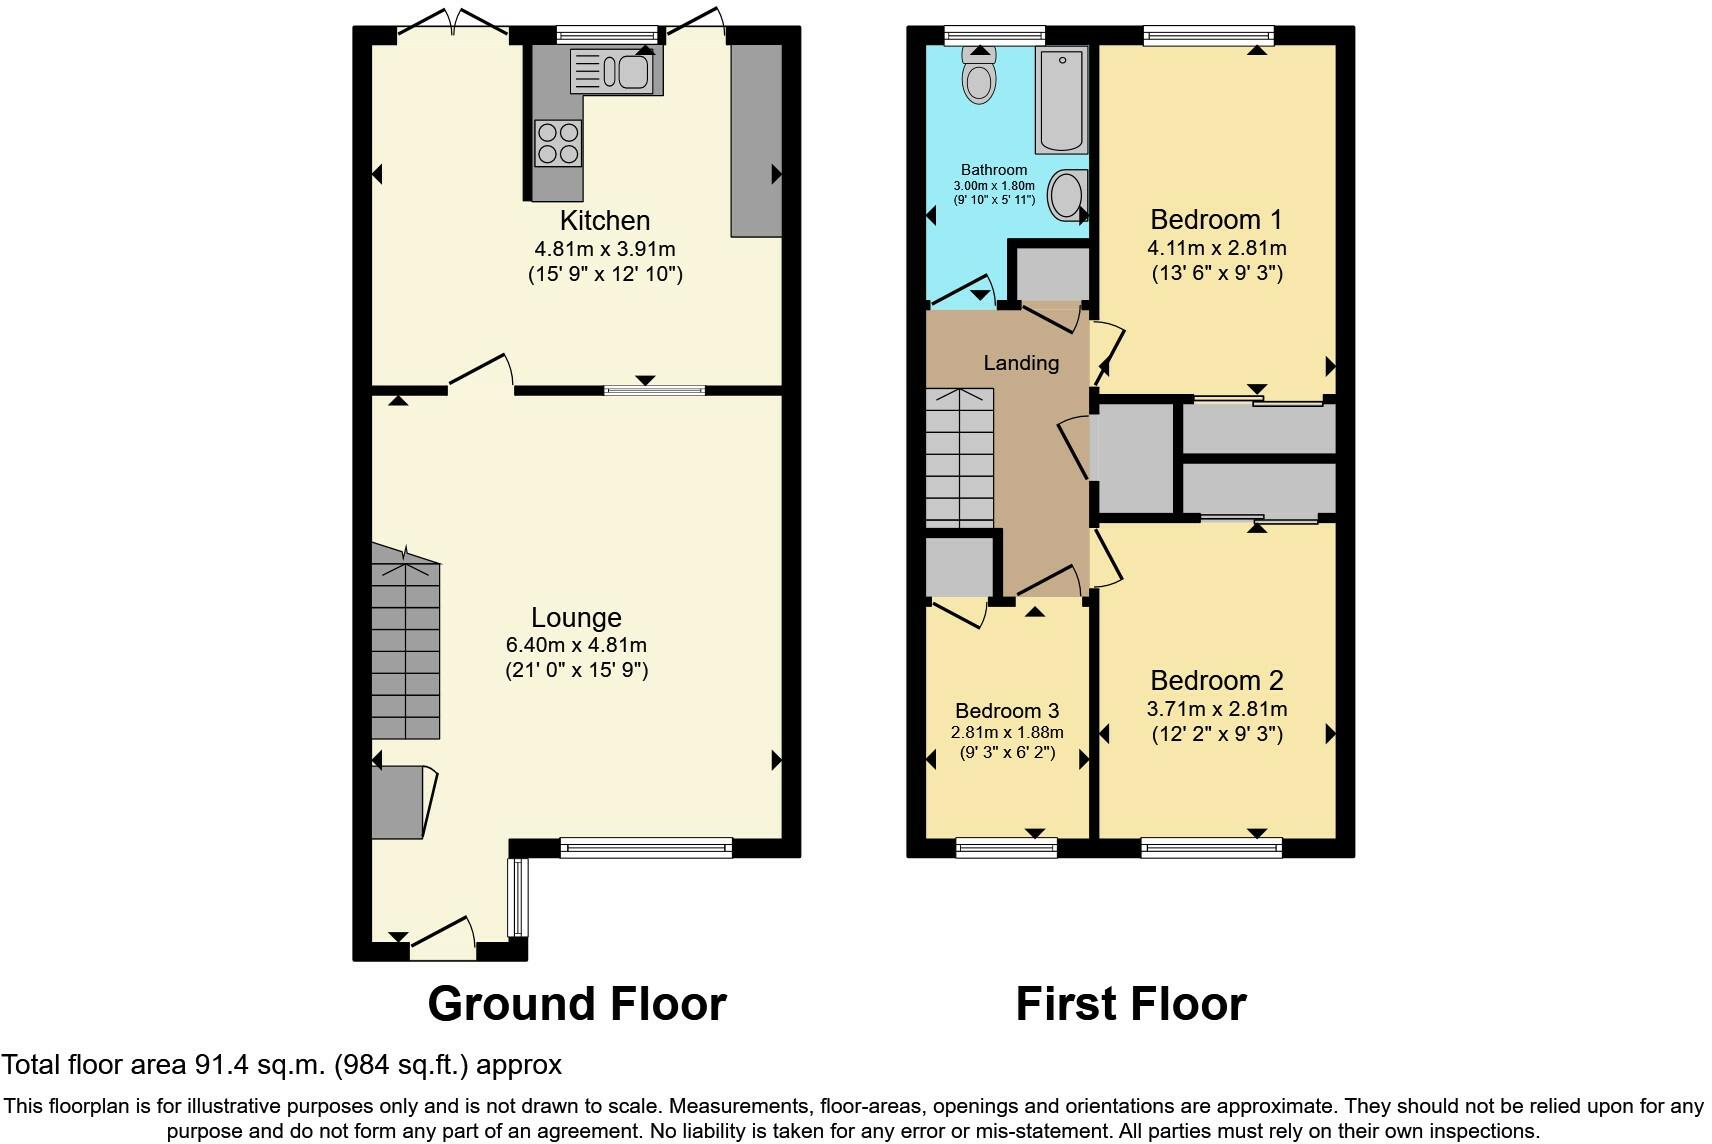 Kitchen
4.81m x 3.91m
(15' 9" x 12' 10")
Lounge
6.40m x 4.81m
(21' 0" x 15' 9")
Ground Floor
Bathroom
3.00m x 1.80m
(9' 10" x 5' 11")
Bedroom 1
4.11m x 2.81m
(13' 6" x 9' 3")
Landing
Bedroom 2
3.71m x 2.81m
(12' 2" x 9' 3")
Bedroom 3
2.81m x 1.88m
(9' 3" x 6' 2")
First Floor
Total floor area 91.4 sq.m. (984 sq.ft.) approx
This floorplan is for illustrative purposes only and is not drawn to scale. Measurements, floor-areas, openings and orientations are approximate. They should not be relied upon for any
purpose and do not form any part of an agreement. No liability is taken for any error or mis-statement. All parties must rely on their own inspections.